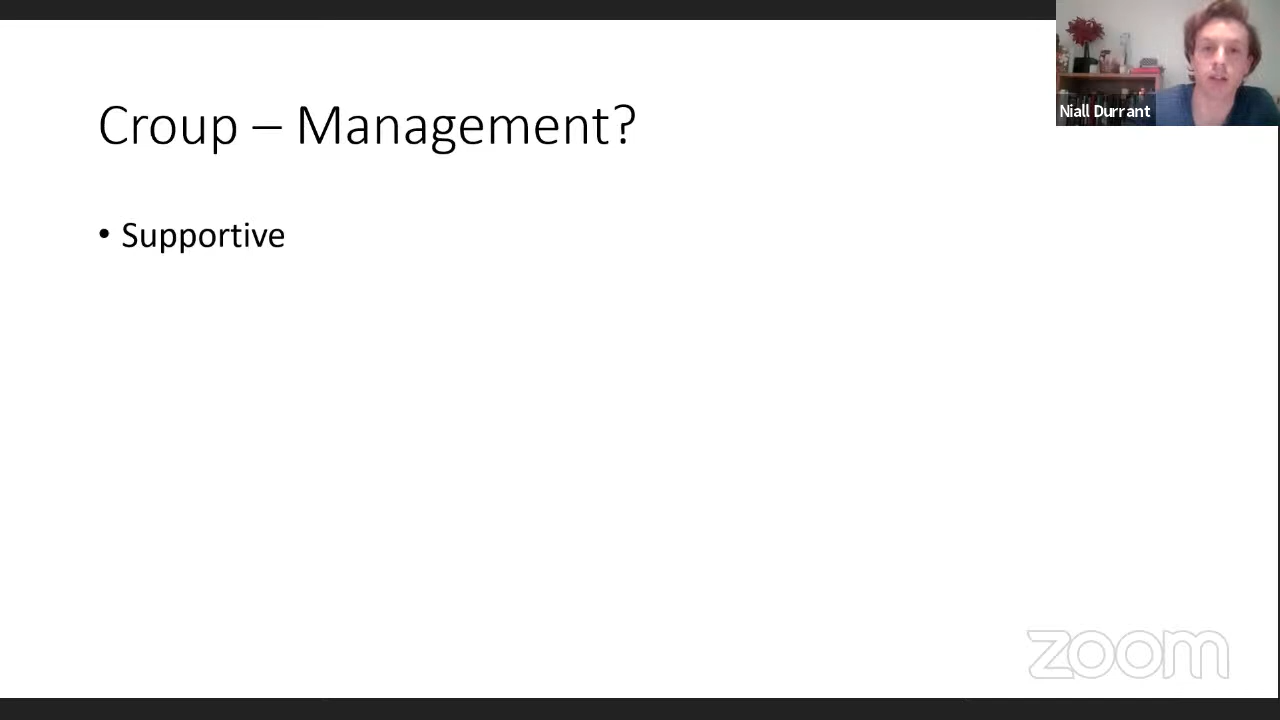 Niall Durrant
Croup – Management?
• Supportive
zoom